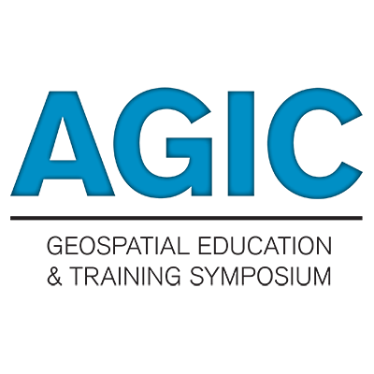 AGIC
GEOSPATIAL EDUCATION
& TRAINING SYMPOSIUM